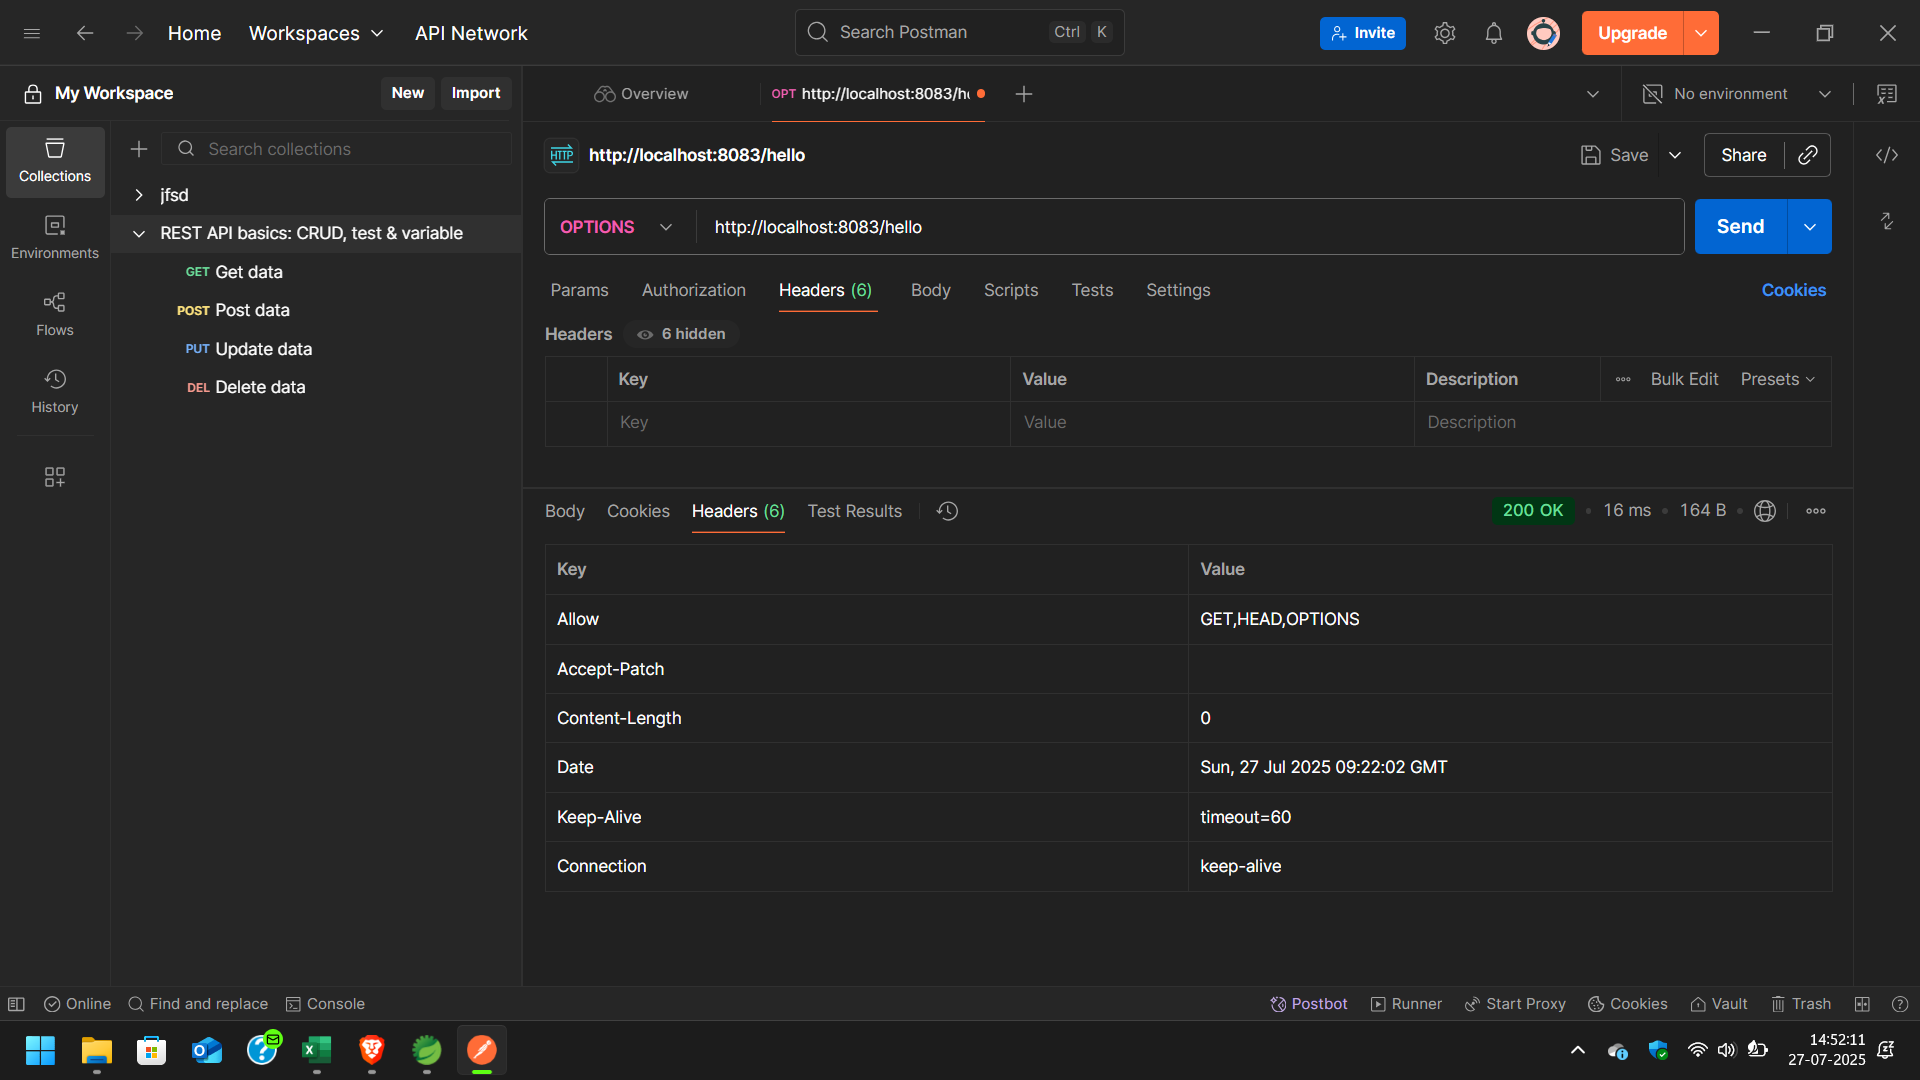 Home
Workspaces
API Network
Search Postman
Ctrl K
Invite
Upgrade
My Workspace
New
Import
Overview
OPT http://localhost:8083/h
No environment
Collections
Environments
Flows
History
Search collections
jfsd
REST API basics: CRUD, test & variable
GET Get data
POST Post data
PUT Update data
DEL Delete data
HTTP http://localhost:8083/hello
Save
Share
OPTIONS
http://localhost:8083/hello
Send
Params
Authorization
Headers (6)
Body
Scripts
Tests
Settings
Cookies
Headers
6 hidden
Key
Value
Description
Bulk Edit
Presets
Key
Value
Description
Body
Cookies
Headers (6)
Test Results
200 OK
16 ms
164 B
Key
Value
Allow
GET,HEAD,OPTIONS
Accept-Patch
Content-Length
0
Date
Sun, 27 Jul 2025 09:22:02 GMT
Keep-Alive
timeout=60
Connection
keep-alive
Online
Find and replace
Console
Postbot
Runner
Start Proxy
Cookies
Vault
Trash
14:52:11
27-07-2025